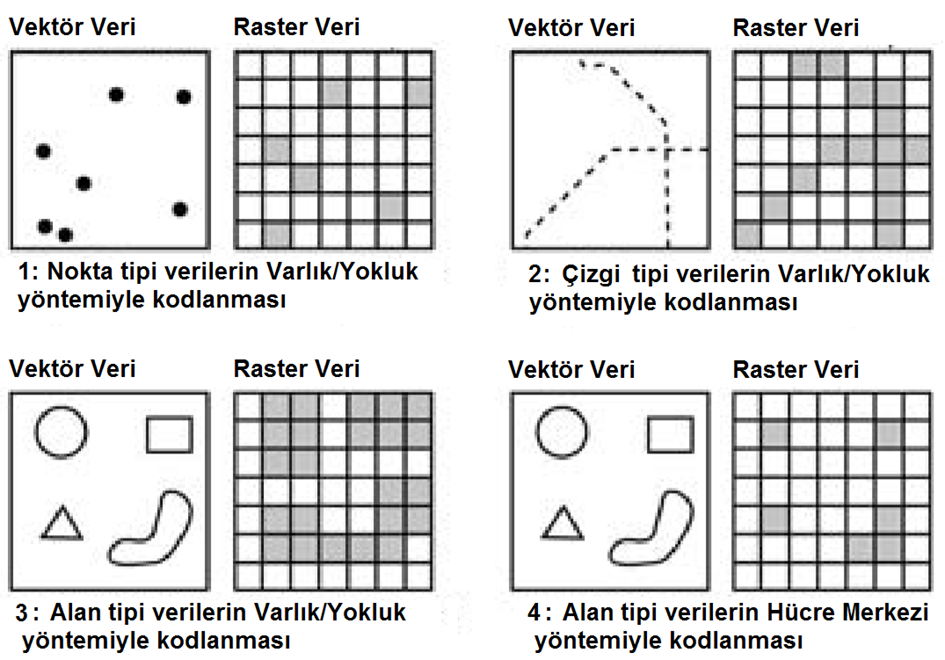 Vektör Veri
Raster Veri
Vektör Veri
Raster Veri
1: Nokta tipi verilerin Varlık/Yokluk
yöntemiyle kodlanması
2: Çizgi tipi verilerin Varlık/Yokluk
yöntemiyle kodlanması
Vektör Veri
Raster Veri
Vektör Veri
Raster Veri
3: Alan tipi verilerin Varlık/Yokluk
yöntemiyle kodlanması
4: Alan tipi verilerin Hücre Merkezi
yöntemiyle kodlanması